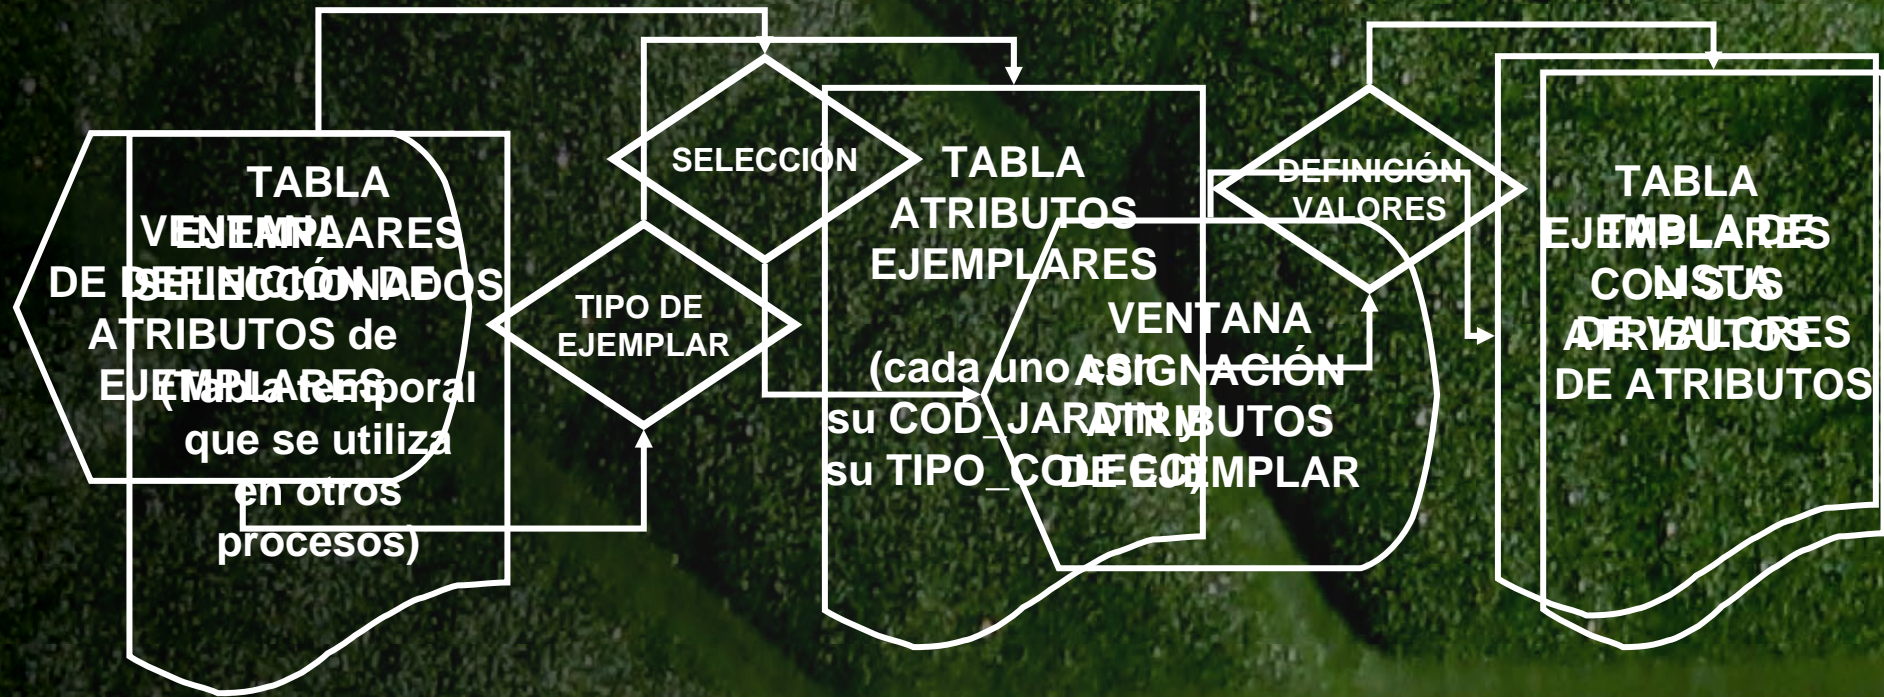 VENTANA
DE DEFINICIÓN DE
ATRIBUTOS de
EJEMPLARES
TABLA
EJEMPLARES
SELECCIONADOS
(Tabla temporal
que se utiliza
en otros
procesos)
SELECCIÓN
TIPO DE
EJEMPLAR
TABLA
ATRIBUTOS
EJEMPLARES
(cada uno con
su COD_JARDIN y
su TIPO_COLECC)
VENTANA
ASIGNACIÓN
ATRIBUTOS
DE EJEMPLAR
DEFINICIÓN
VALORES
TABLA
EJEMPLARES
CON SUS
ATRIBUTOS
TABLA DE
LISTA
DE VALORES
DE ATRIBUTOS